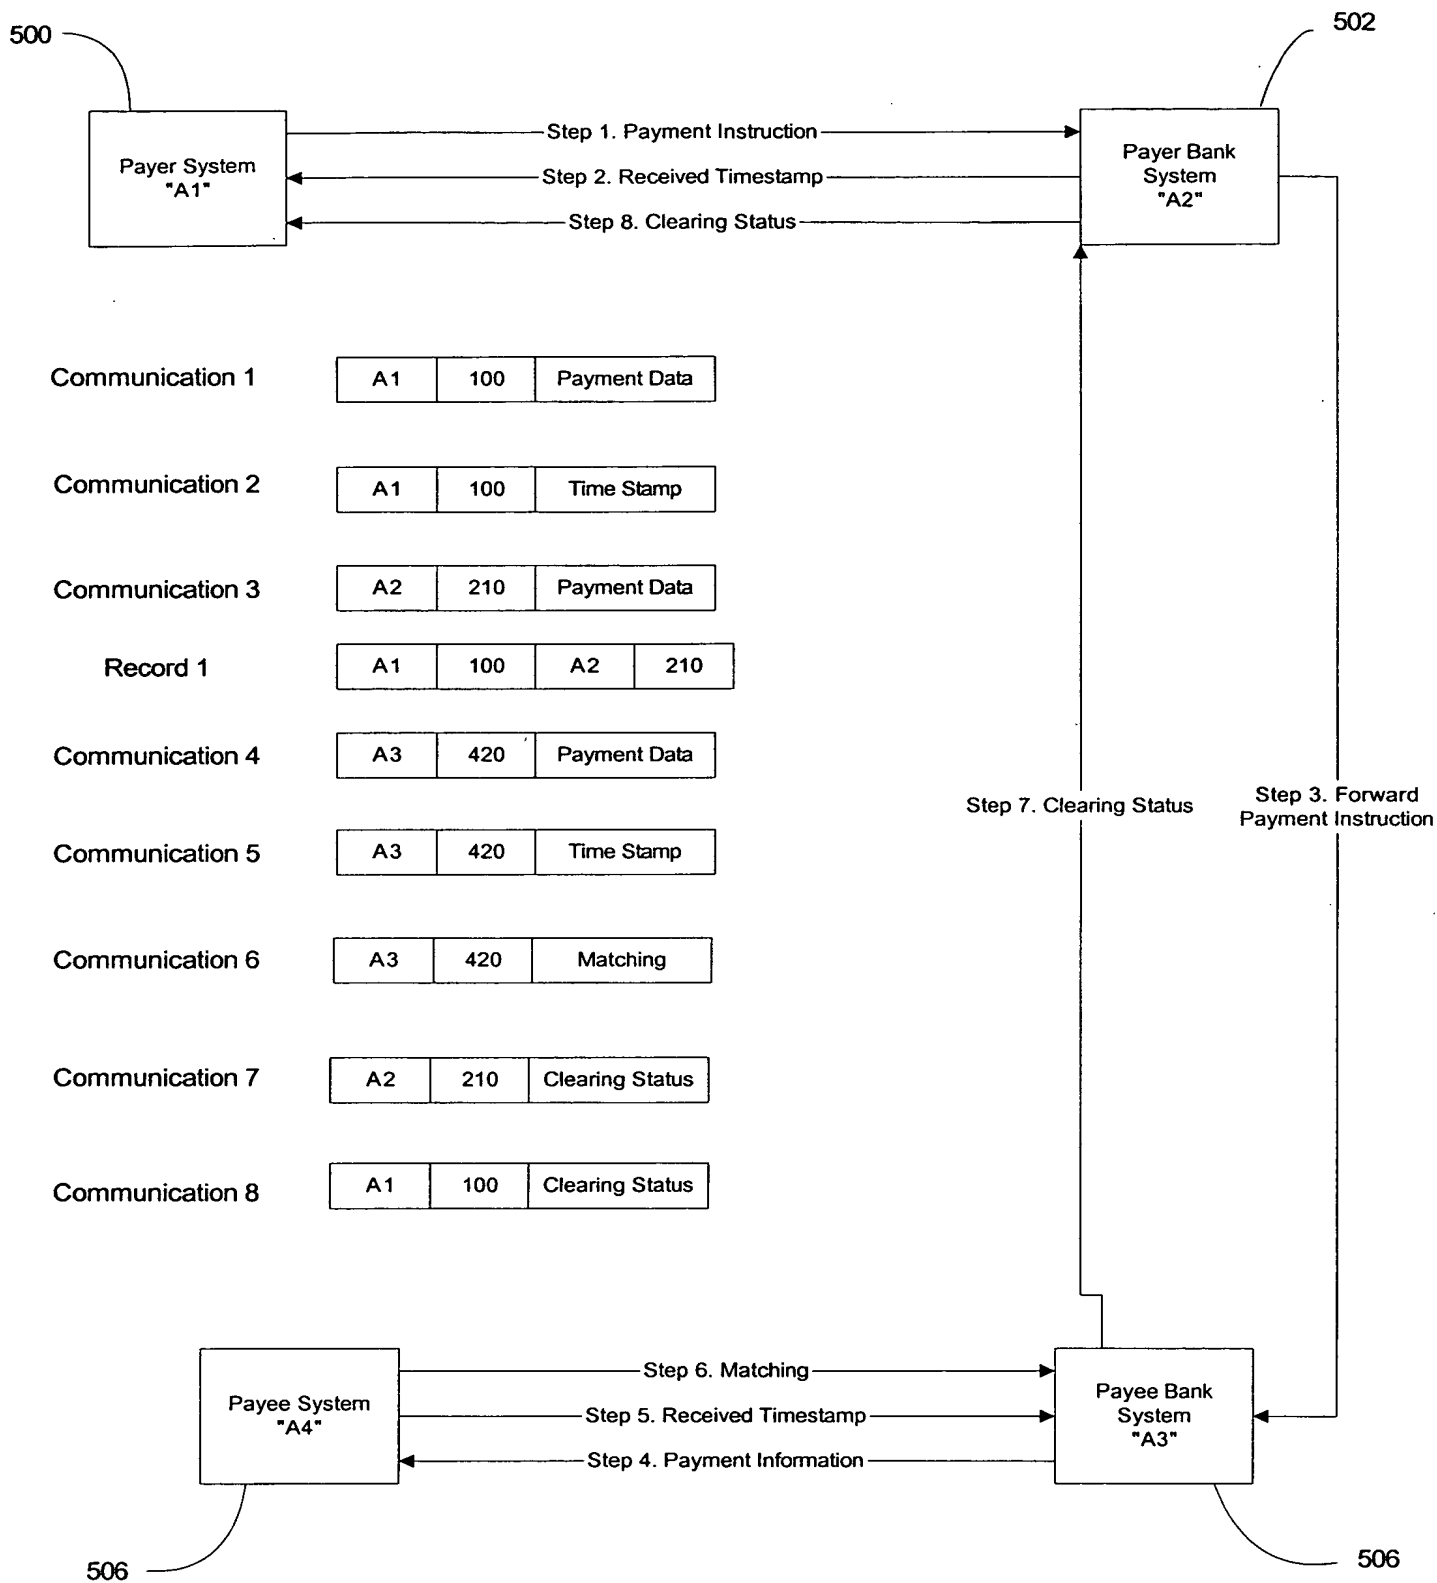 500
502
Payer System
"A1"
Step 1. Payment Instruction
Step 2. Received Timestamp
Step 8. Clearing Status
Payer Bank
System
"A2"
Communication 1
A1 100 Payment Data
Communication 2
A1 100 Time Stamp
Communication 3
A2 210 Payment Data
Record 1
A1 100 A2 210
Communication 4
A3 420 Payment Data
Step 7. Clearing Status
Step 3. Forward
Payment Instruction
Communication 5
A3 420 Time Stamp
Communication 6
A3 420 Matching
Communication 7
A2 210 Clearing Status
Communication 8
A1 100 Clearing Status
Payee System
"A4"
Step 6. Matching
Step 5. Received Timestamp
Step 4. Payment Information
Payee Bank
System
"A3"
506
506